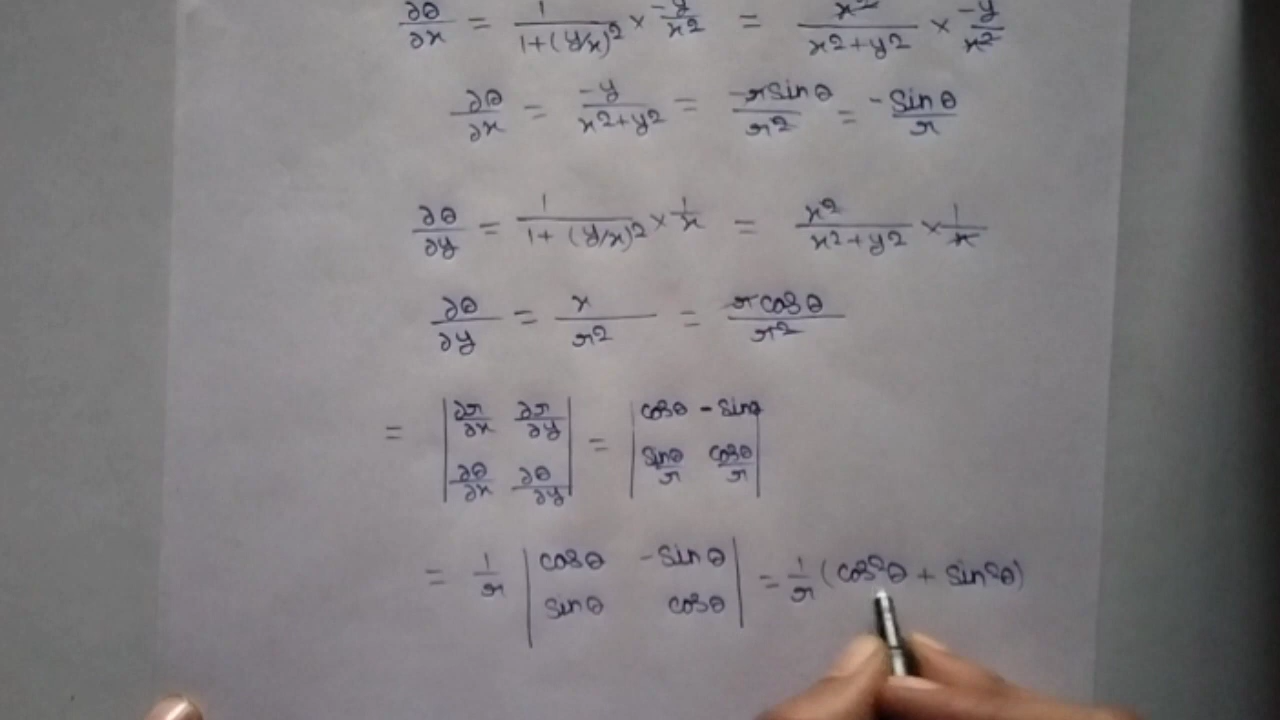 ∂θ/∂x = 1/(1+(y/x)²) × -y/x² = x²/(x²+y²) × -y/x²
∂θ/∂x = -y/(x²+y²) = -r sinθ/r² = -sinθ/r
∂θ/∂y = 1/(1+(y/x)²) × 1/x = x²/(x²+y²) × 1/x
∂θ/∂y = x/r² = r cosθ/r²
= | ∂r/∂x ∂r/∂y | = | cosθ -sinθ |
| ∂θ/∂x ∂θ/∂y | | sinθ/r cosθ/r |
= 1/r | cosθ -sinθ | = 1/r (cos²θ + sin²θ)
| sinθ cosθ |